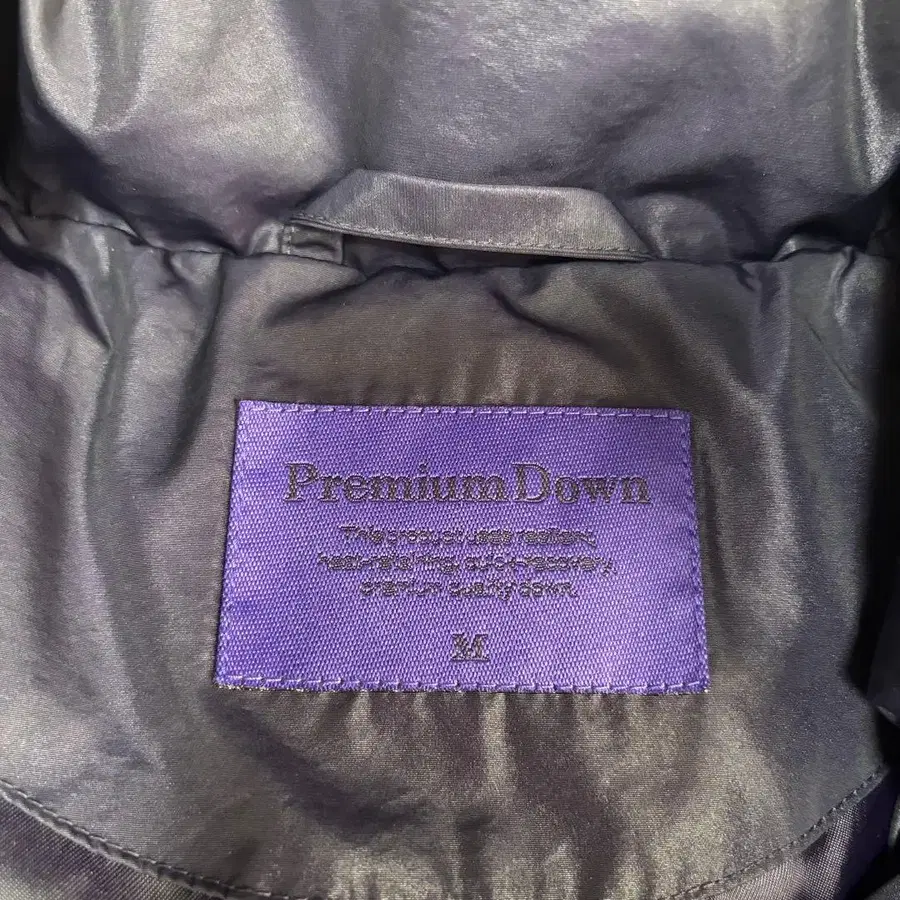 Premium Down
This product uses resilient,
heat-retaining, quick-recovery,
premium quality down.
M